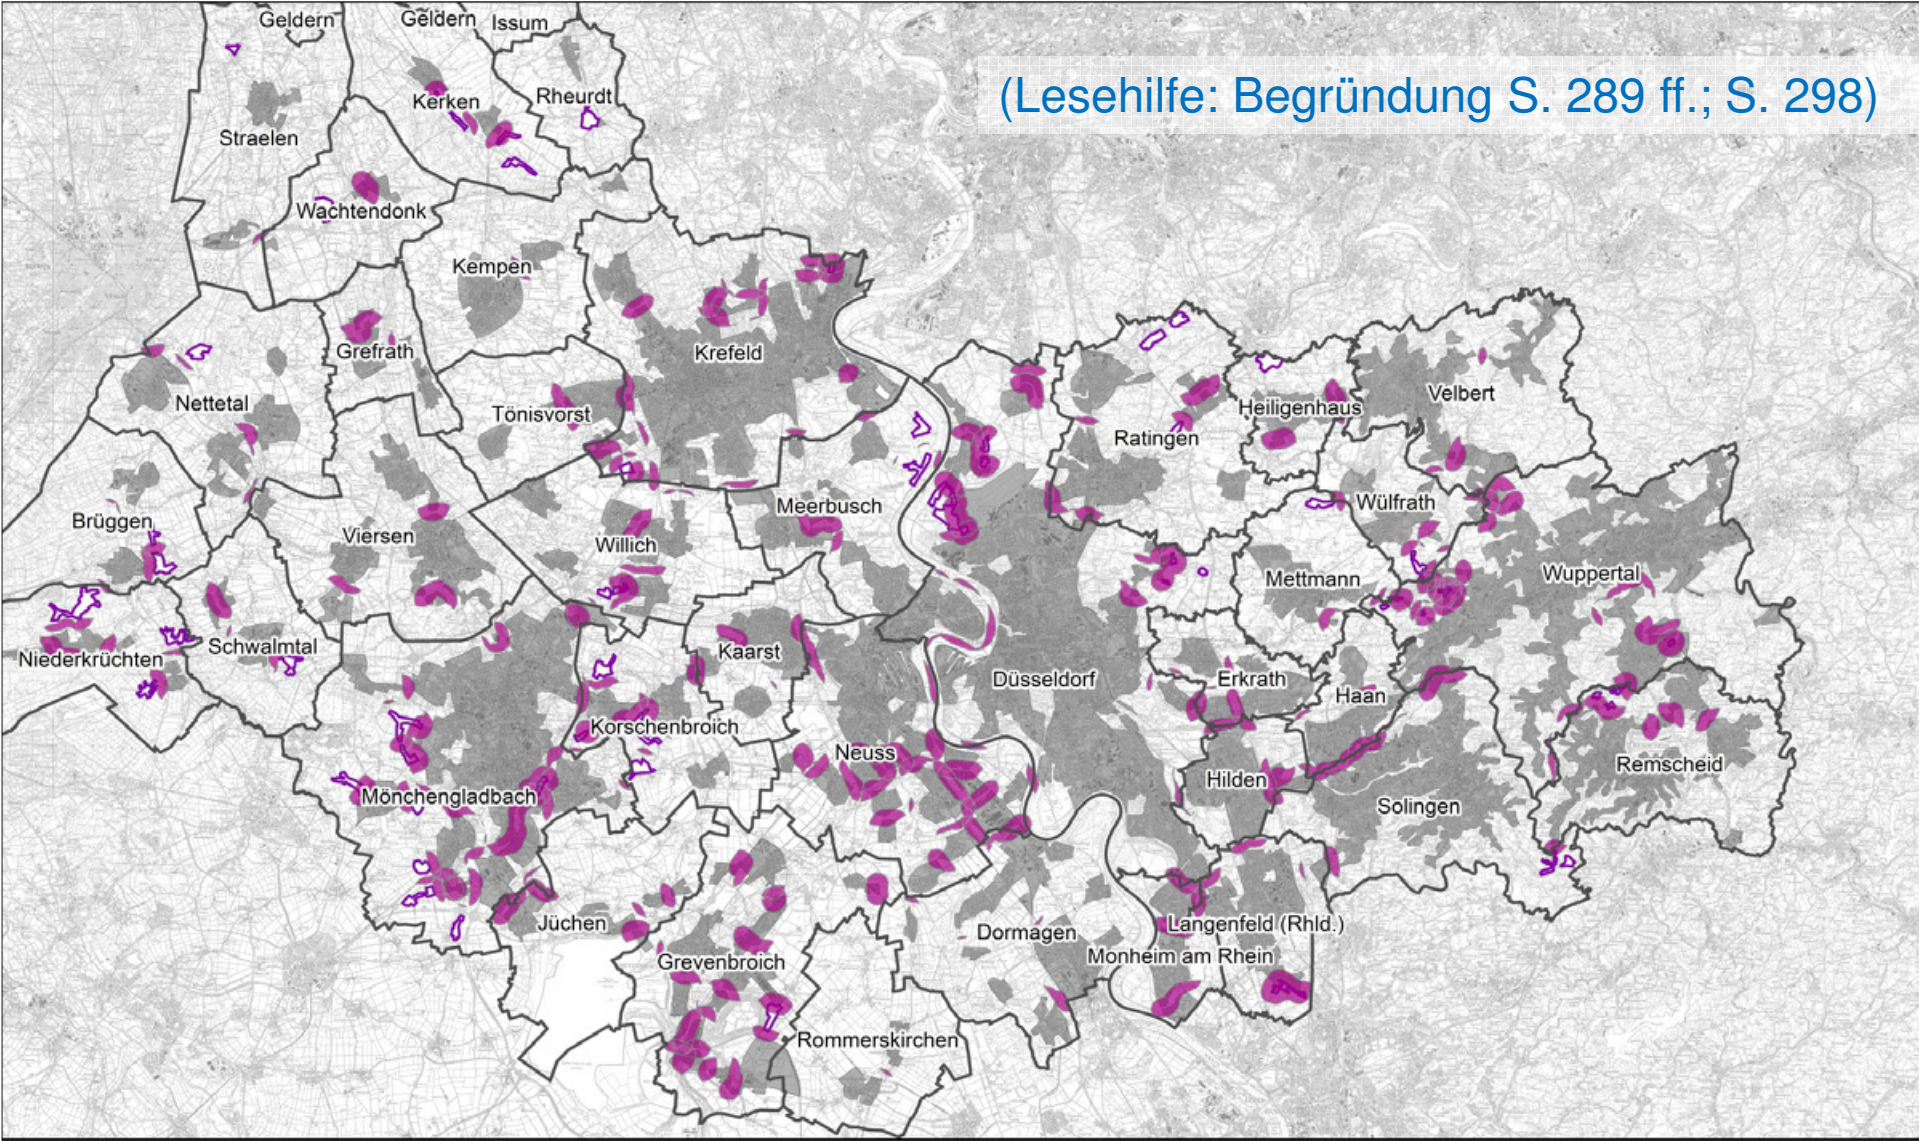 Geldern
Geldern
Issum
(Lesehilfe: Begründung S. 289 ff.; S. 298)
Kerken
Rheurdt
Straelen
Wachtendonk
Kempen
Krefeld
Grefrath
Nettetal
Tönisvorst
Velbert
Heiligenhaus
Ratingen
Brüggen
Viersen
Meerbusch
Willich
Wülfrath
Mettmann
Wuppertal
Niederkrüchten
Schwalmtal
Kaarst
Düsseldorf
Erkrath
Haan
Korschenbroich
Neuss
Hilden
Remscheid
Mönchengladbach
Solingen
Jüchen
Dormagen
Langenfeld (Rhld.)
Grevenbroich
Monheim am Rhein
Rommerskirchen